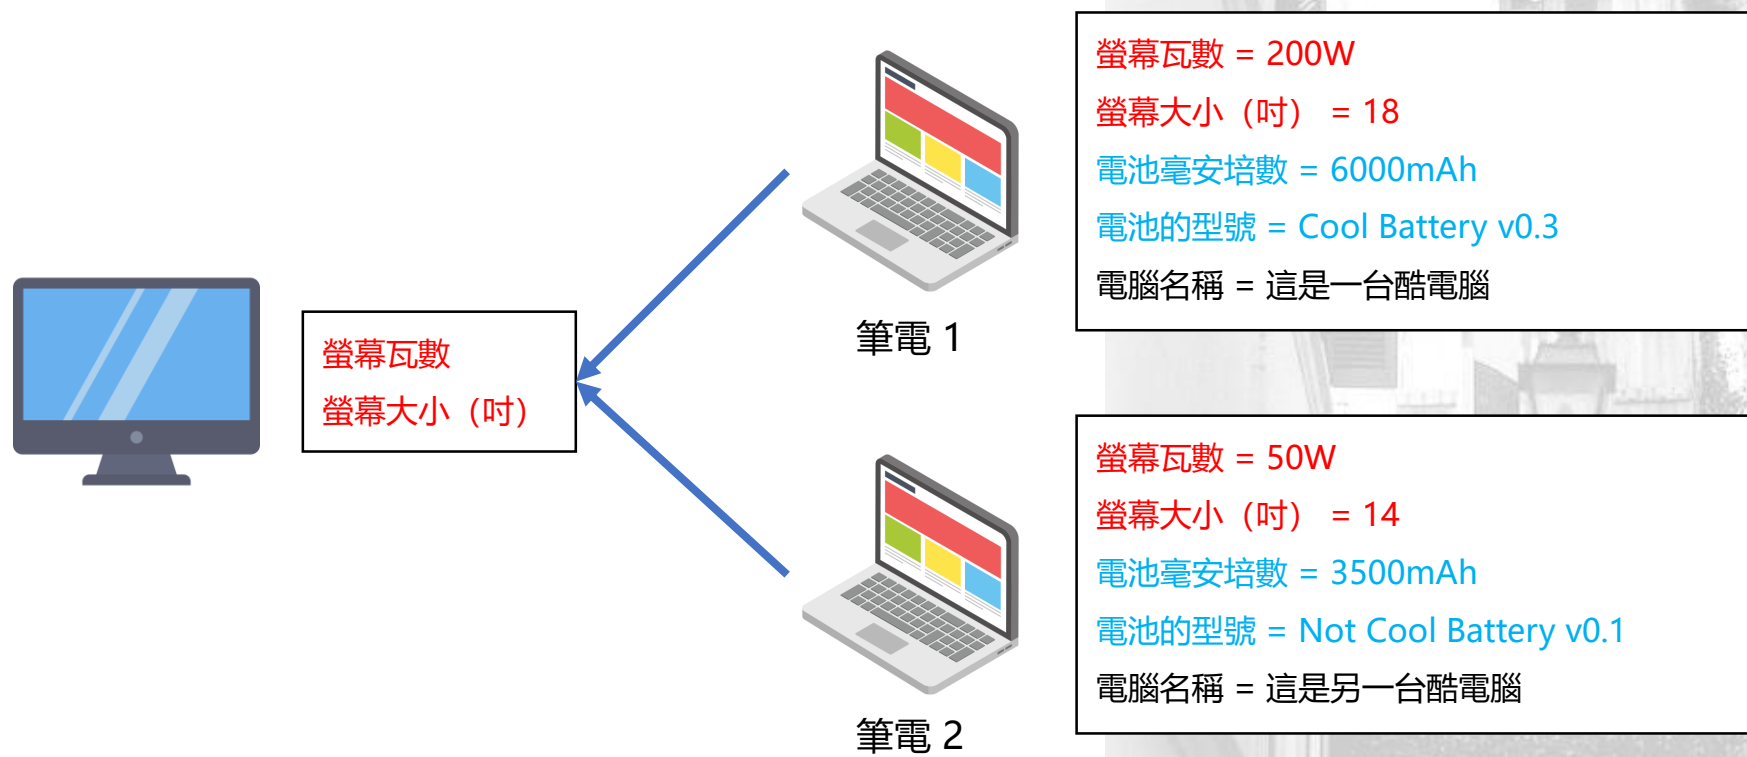 螢幕瓦數
螢幕大小（吋）
筆電 1
螢幕瓦數 = 200W
螢幕大小（吋） = 18
電池毫安培數 = 6000mAh
電池的型號 = Cool Battery v0.3
電腦名稱 = 這是一台酷電腦
筆電 2
螢幕瓦數 = 50W
螢幕大小（吋） = 14
電池毫安培數 = 3500mAh
電池的型號 = Not Cool Battery v0.1
電腦名稱 = 這是另一台酷電腦